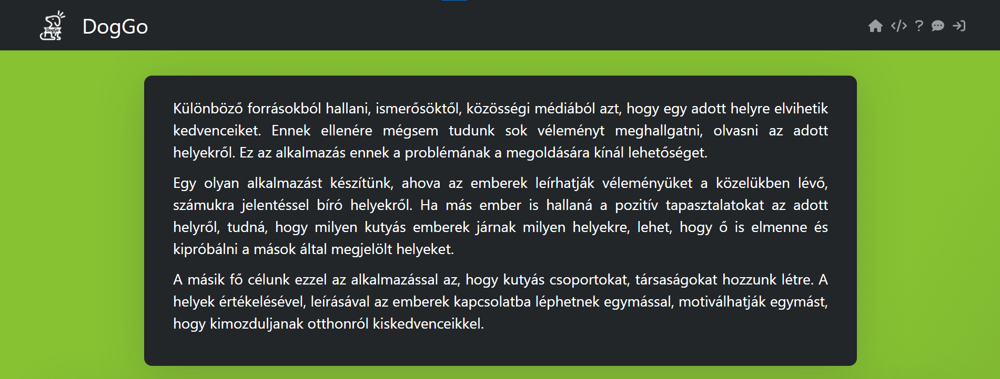 DogGo
DogGo
Különböző forrásokból hallani, ismerősöktől, közösségi médiából azt, hogy egy adott helyre elvihetik
kedvenceiket. Ennek ellenére mégsem tudunk sok véleményt meghallgatni, olvasni az adott
helyekről. Ez az alkalmazás ennek a problémának a megoldására kínál lehetőséget.
Egy olyan alkalmazást készítünk, ahova az emberek leírhatják véleményüket a közelükben lévő,
számukra jelentéssel bíró helyekről. Ha más ember is hallaná a pozitív tapasztalatokat az adott
helyről, tudná, hogy milyen kutyás emberek járnak milyen helyekre, lehet, hogy ő is elmenne és
kipróbálni a mások által megjelölt helyeket.
A másik fő célunk ezzel az alkalmazással az, hogy kutyás csoportokat, társaságokat hozzunk létre. A
helyek értékelésével, leírásával az emberek kapcsolatba léphetnek egymással, motiválhatják egymást,
hogy kimozduljanak otthonról kiskedvenceikkel.